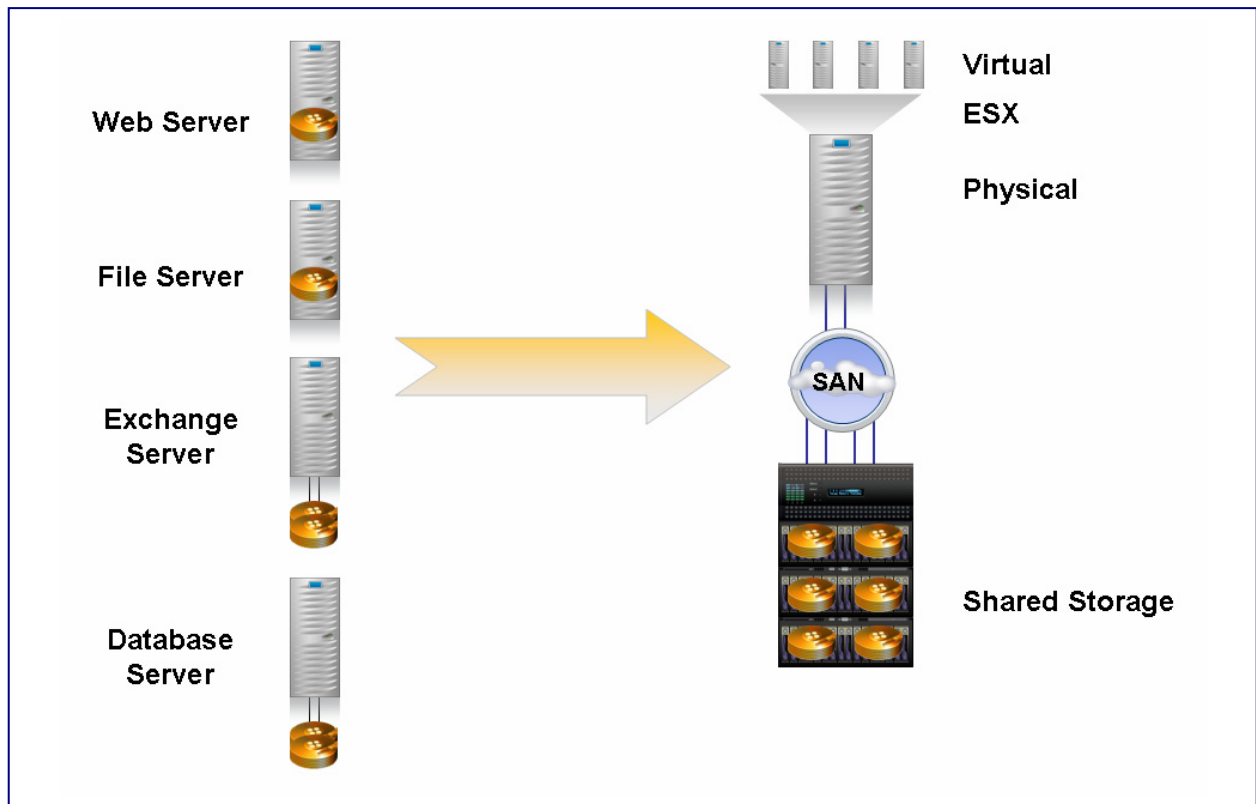 Web Server
File Server
Exchange
Server
Database
Server
Virtual
ESX
Physical
SAN
Shared Storage